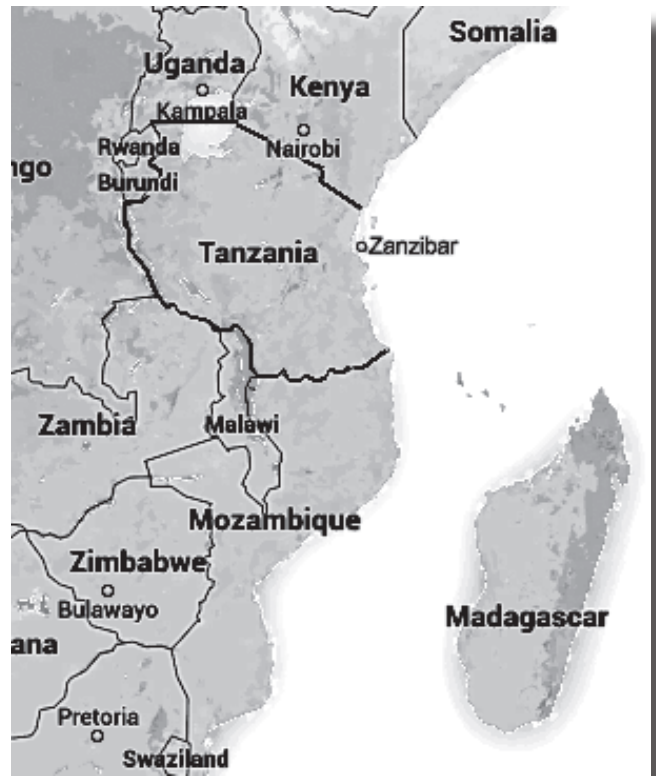 Somalia
Uganda
Kenya
Kampala
Rwanda
Nairobi
ngo
Burundi
Tanzania
Zanzibar
Zambia
Malawi
Mozambique
Zimbabwe
Bulawayo
Madagascar
ana
Pretoria
Swaziland